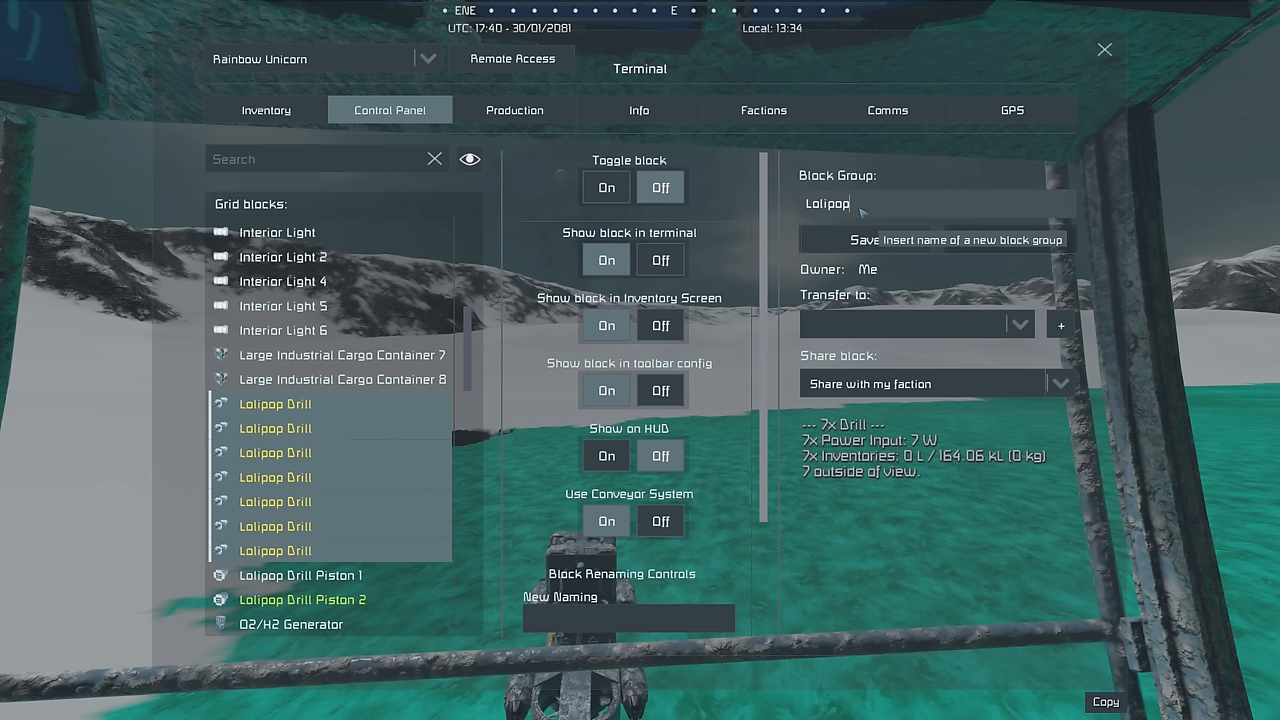 ENE
E
UTC: 17:40 - 30/01/2081
Local: 13:34
Rainbow Unicorn
Remote Access
Terminal
Inventory
Control Panel
Production
Info
Factions
Comms
GPS
Search
Grid blocks:
Interior Light
Interior Light 2
Interior Light 4
Interior Light 5
Interior Light 6
Large Industrial Cargo Container 7
Large Industrial Cargo Container 8
Lolipop Drill
Lolipop Drill
Lolipop Drill
Lolipop Drill
Lolipop Drill
Lolipop Drill
Lolipop Drill
Lolipop Drill Piston 1
Lolipop Drill Piston 2
O2/H2 Generator
Toggle block
On Off
Show block in terminal
On Off
Show block in Inventory Screen
On Off
Show block in toolbar config
On Off
Show on HUD
On Off
Use Conveyor System
On Off
Block Renaming Controls
New Naming
Block Group:
Lolipop
Save
Insert name of a new block group
Owner: Me
Transfer to:
+
Share block:
Share with my faction
--- 7x Drill ---
7x Power Input: 7 W
7x Inventories: 0 L / 164.06 kL (0 kg)
7 outside of view.
Copy